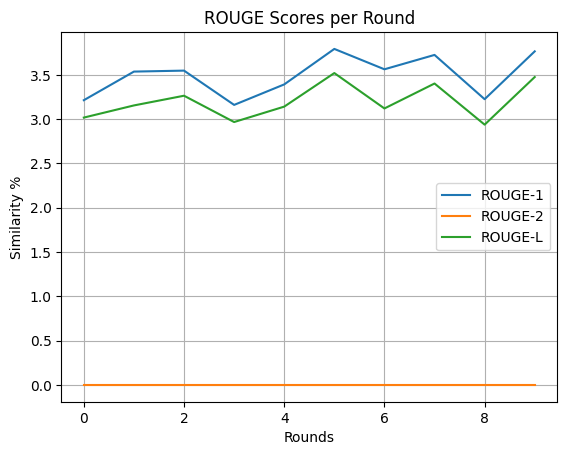 ROUGE Scores per Round
Similarity %
3.5
3.0
2.5
2.0
1.5
1.0
0.5
0.0
ROUGE-1
ROUGE-2
ROUGE-L
0 2 4 6 8
Rounds